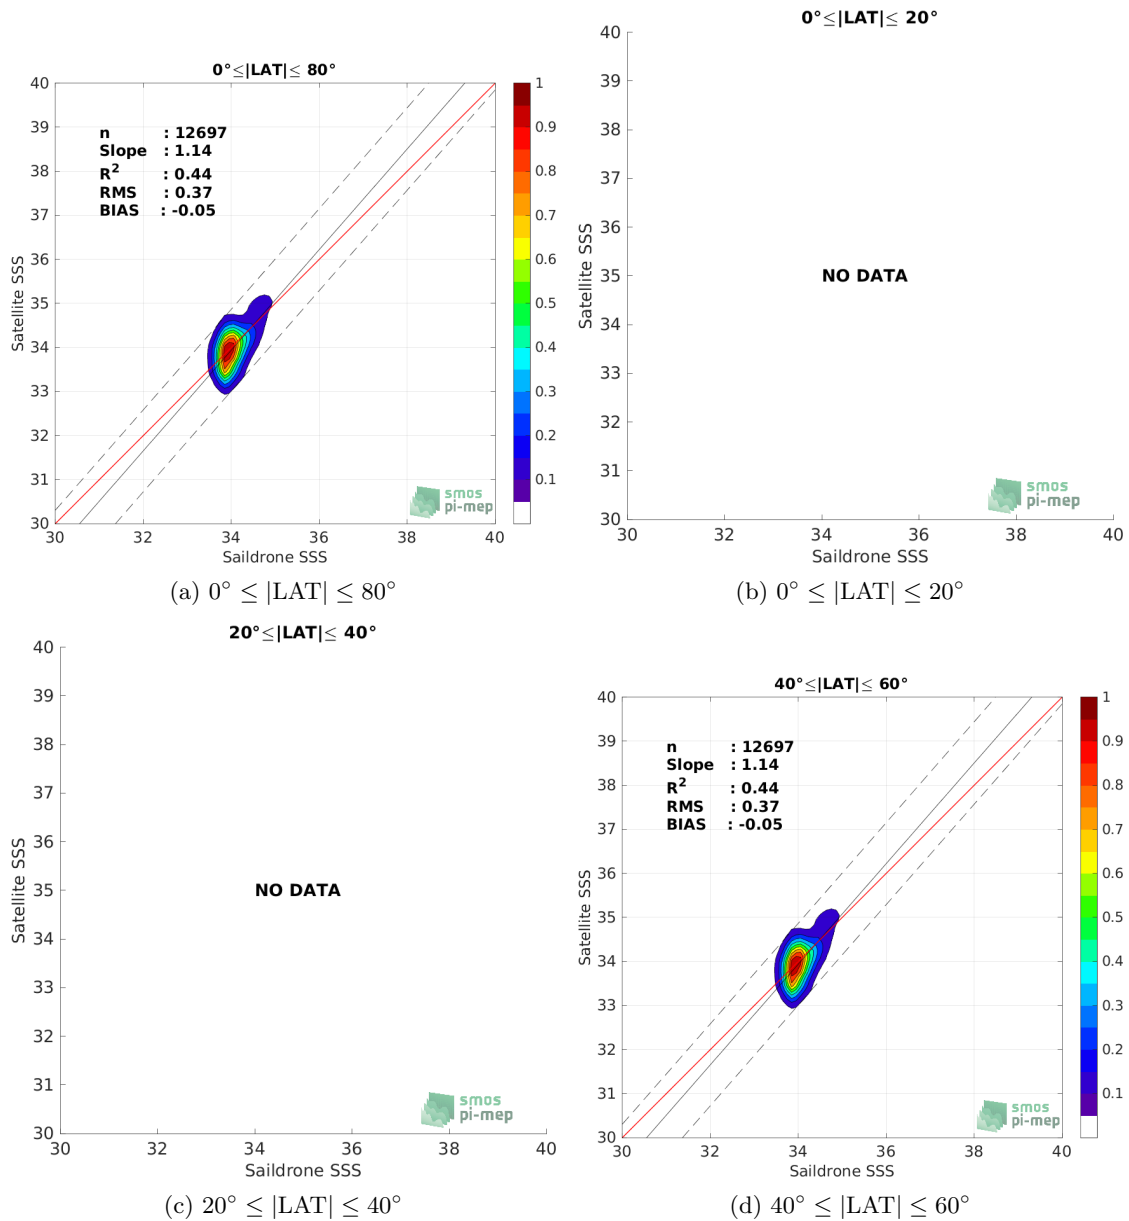 0°≤|LAT|≤ 80°
40
39
38
37
36
35
34
33
32
31
30
n : 12697
Slope : 1.14
R² : 0.44
RMS : 0.37
BIAS : -0.05
Satellite SSS
30 32 34 36 38 40
Saildrone SSS
smos
pi-mep
1
0.9
0.8
0.7
0.6
0.5
0.4
0.3
0.2
0.1
(a) 0° ≤ |LAT| ≤ 80°
0°≤|LAT|≤ 20°
40
39
38
37
36
35
34
33
32
31
30
Satellite SSS
NO DATA
smos
pi-mep
30 32 34 36 38 40
Saildrone SSS
(b) 0° ≤ |LAT| ≤ 20°
20°≤|LAT|≤ 40°
40
39
38
37
36
35
34
33
32
31
30
Satellite SSS
NO DATA
smos
pi-mep
30 32 34 36 38 40
Saildrone SSS
(c) 20° ≤ |LAT| ≤ 40°
40°≤|LAT|≤ 60°
40
39
38
37
36
35
34
33
32
31
30
n : 12697
Slope : 1.14
R² : 0.44
RMS : 0.37
BIAS : -0.05
Satellite SSS
smos
pi-mep
30 32 34 36 38 40
Saildrone SSS
1
0.9
0.8
0.7
0.6
0.5
0.4
0.3
0.2
0.1
(d) 40° ≤ |LAT| ≤ 60°